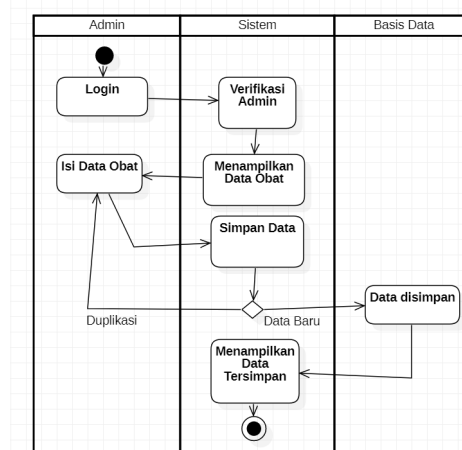 Admin
Sistem
Basis Data
Login
Verifikasi
Admin
Isi Data Obat
Menampilkan
Data Obat
Simpan Data
Data disimpan
Duplikasi
Data Baru
Menampilkan
Data
Tersimpan